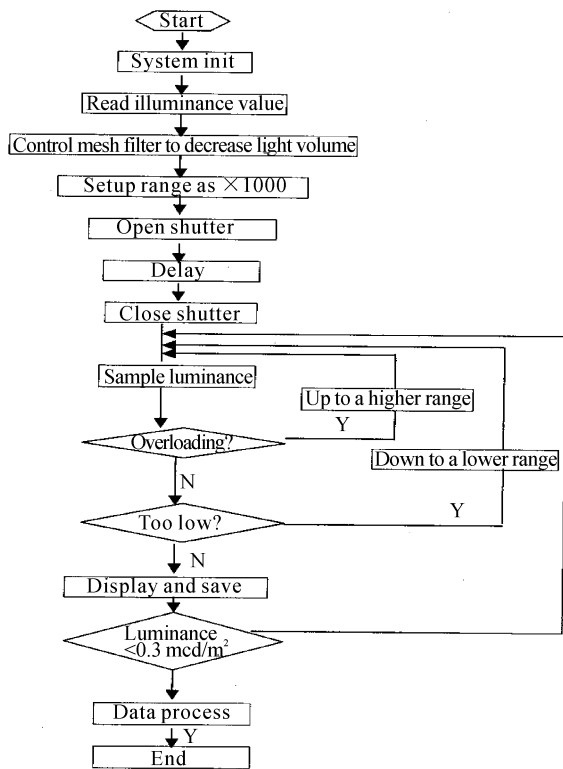 Start
System init
Read illuminance value
Control mesh filter to decrease light volume
Setup range as ×1000
Open shutter
Delay
Close shutter
Sample luminance
Up to a higher range
Y
Overloading?
Down to a lower range
N
Too low?
Y
N
Display and save
Luminance
<0.3 mcd/m²
Data process
Y
End